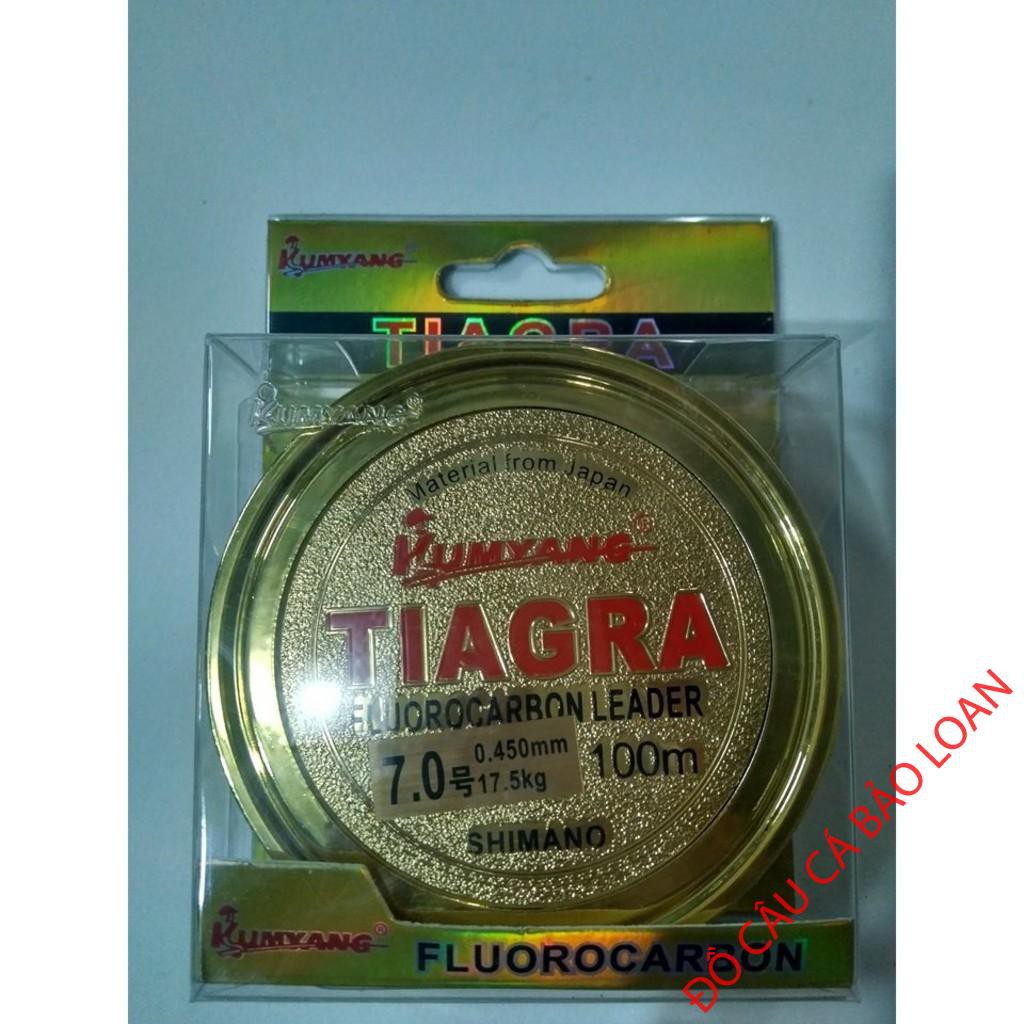 KUMYANG®
TIAGRA
KUMYANG®
Material from Japan
KUMYANG®
TIAGRA
FLUOROCARBON LEADER
7.0号 0.450mm 17.5kg
100m
SHIMANO
KUMYANG®
FLUOROCARBON
ĐỒ CÂU CÁ BẢO LOAN